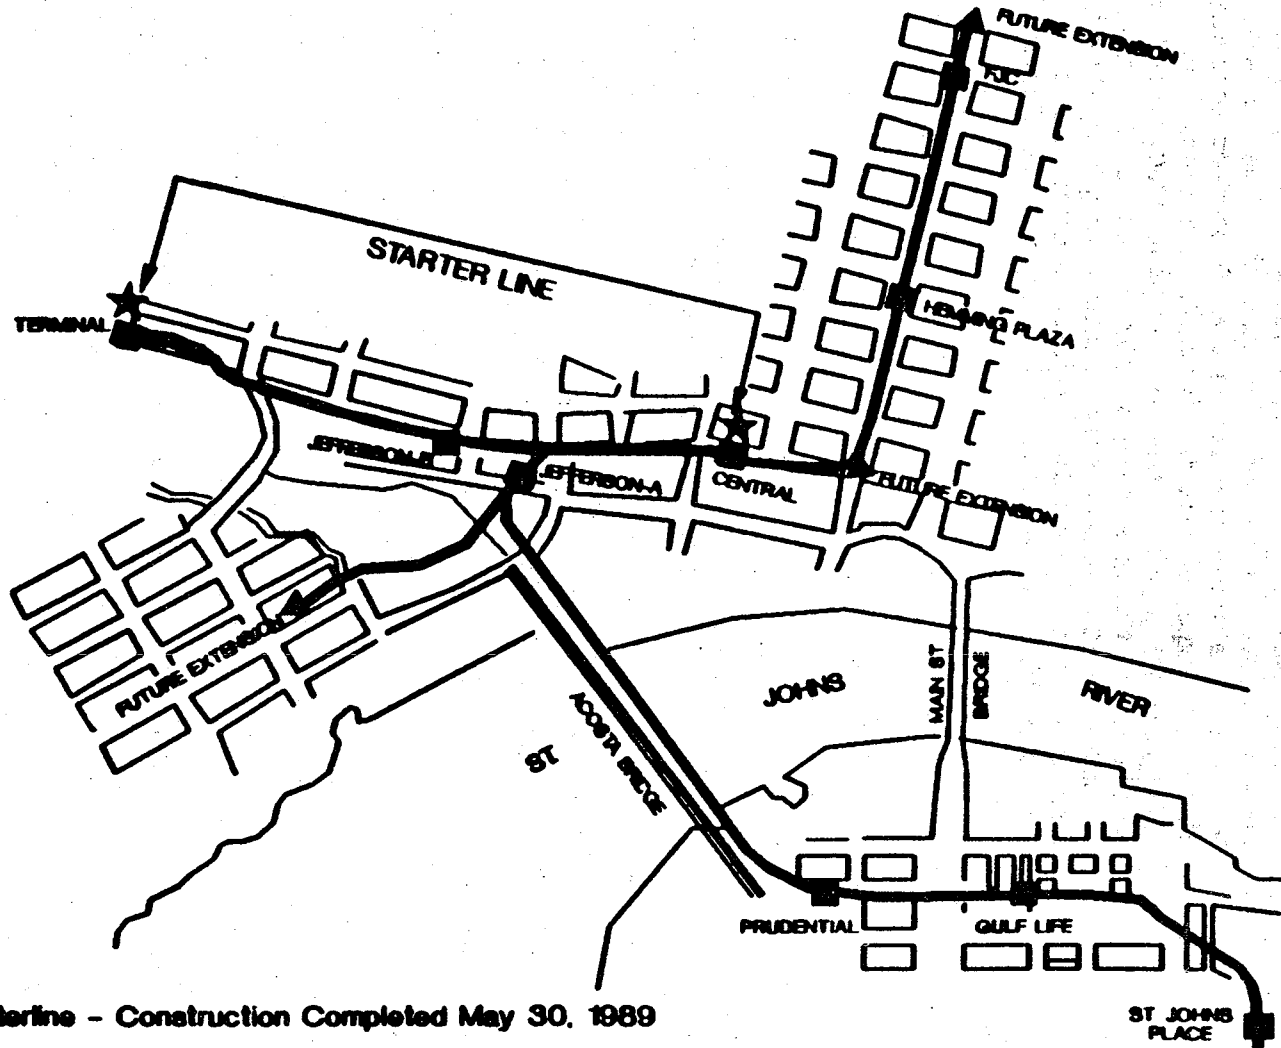 FUTURE EXTENSION
FJC
STARTER LINE
TERMINAL
HEMMING PLAZA
JEFFERSON-B
JEFFERSON-A
CENTRAL
FUTURE EXTENSION
FUTURE EXTENSION
ST
JOHNS
RIVER
ACOSTA BRIDGE
MAIN ST
BRIDGE
PRUDENTIAL
GULF LIFE
ST JOHNS
PLACE
terline - Construction Completed May 30, 1989